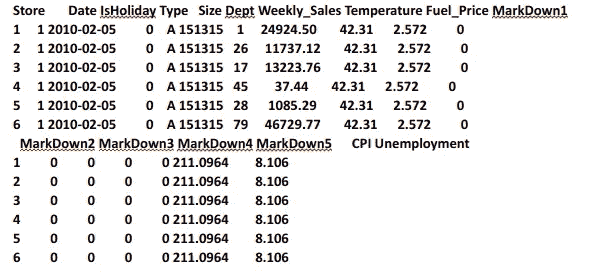 Store Date IsHoliday Type Size Dept Weekly_Sales Temperature Fuel_Price MarkDown1
1 1 2010-02-05 0 A 151315 1 24924.50 42.31 2.572 0
2 1 2010-02-05 0 A 151315 26 11737.12 42.31 2.572 0
3 1 2010-02-05 0 A 151315 17 13223.76 42.31 2.572 0
4 1 2010-02-05 0 A 151315 45 37.44 42.31 2.572 0
5 1 2010-02-05 0 A 151315 28 1085.29 42.31 2.572 0
6 1 2010-02-05 0 A 151315 79 46729.77 42.31 2.572 0
MarkDown2 MarkDown3 MarkDown4 MarkDown5 CPI Unemployment
1 0 0 0 0 211.0964 8.106
2 0 0 0 0 211.0964 8.106
3 0 0 0 0 211.0964 8.106
4 0 0 0 0 211.0964 8.106
5 0 0 0 0 211.0964 8.106
6 0 0 0 0 211.0964 8.106